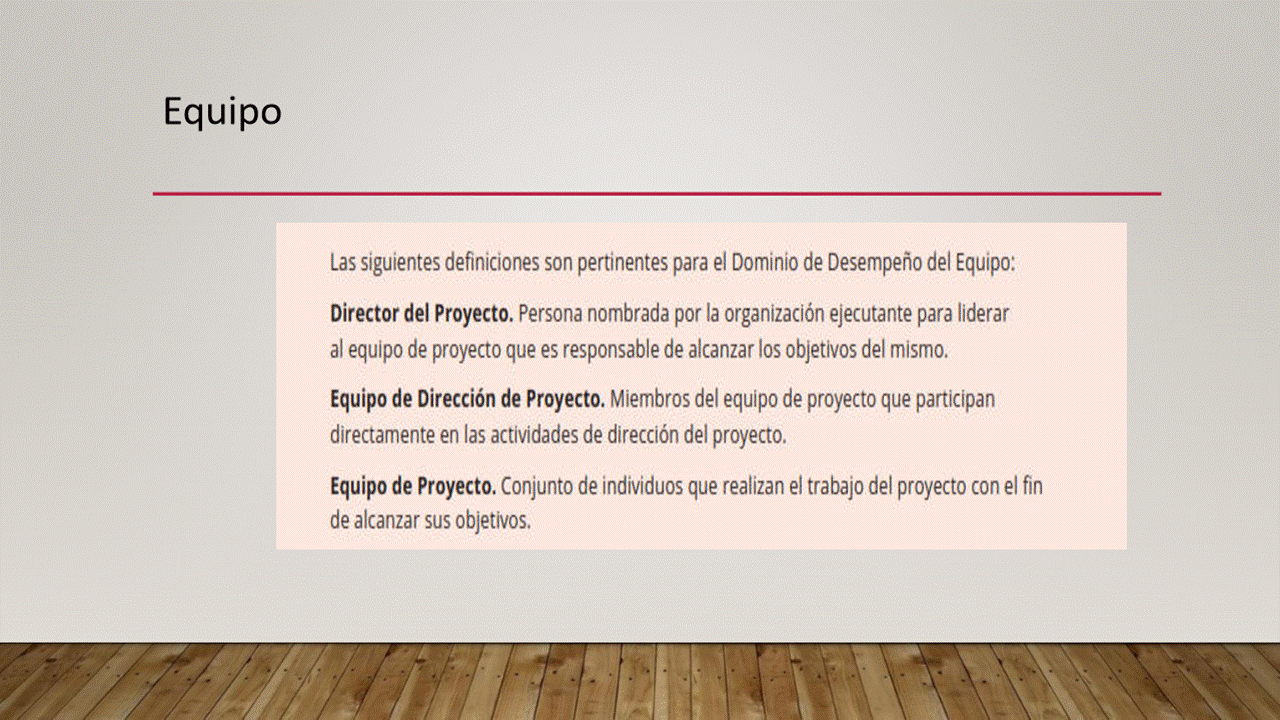 Equipo
Las siguientes definiciones son pertinentes para el Dominio de Desempeño del Equipo:
Director del Proyecto. Persona nombrada por la organización ejecutante para liderar
al equipo de proyecto que es responsable de alcanzar los objetivos del mismo.
Equipo de Dirección de Proyecto. Miembros del equipo de proyecto que participan
directamente en las actividades de dirección del proyecto.
Equipo de Proyecto. Conjunto de individuos que realizan el trabajo del proyecto con el fin
de alcanzar sus objetivos.